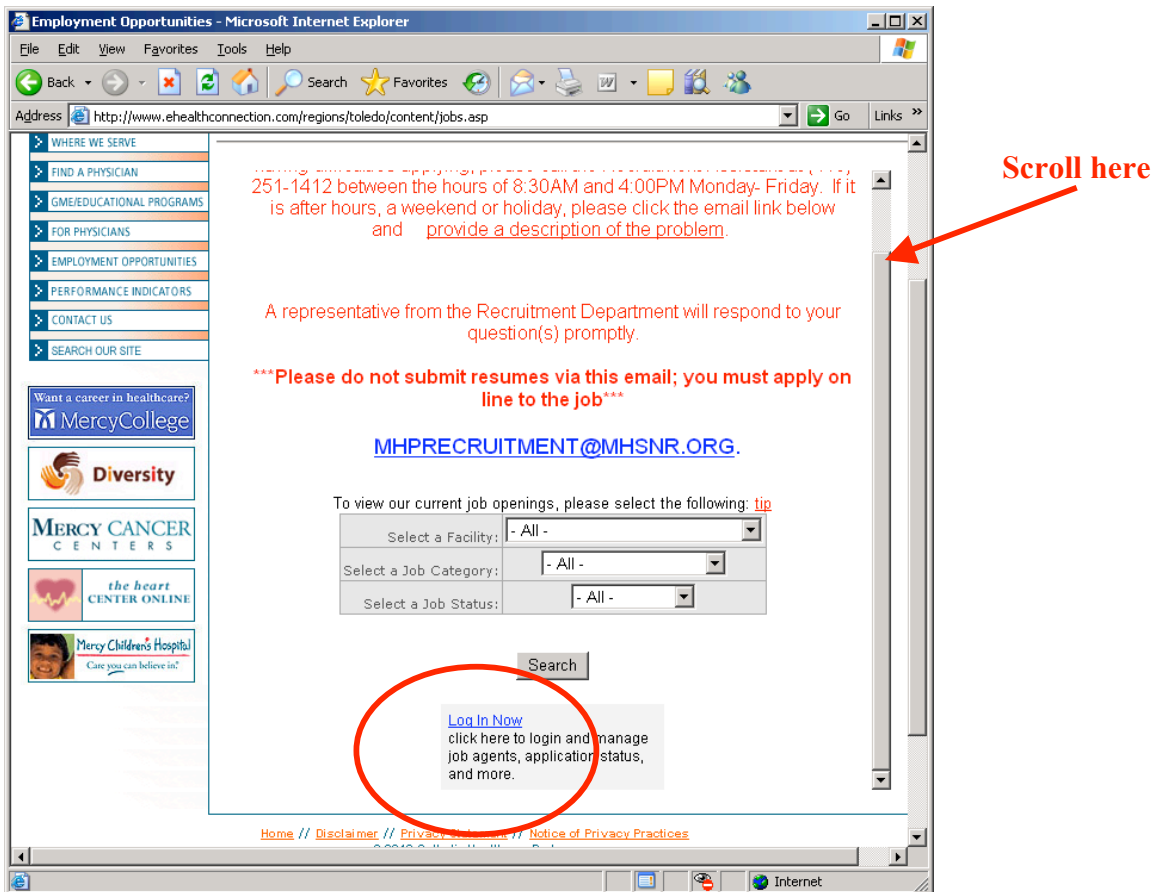 Employment Opportunities - Microsoft Internet Explorer
File Edit View Favorites Tools Help
Back Search Favorites
Address http://www.ehealthconnection.com/regions/toledo/content/jobs.asp Go Links »
Scroll here
WHERE WE SERVE
FIND A PHYSICIAN
GME/EDUCATIONAL PROGRAMS
FOR PHYSICIANS
EMPLOYMENT OPPORTUNITIES
PERFORMANCE INDICATORS
CONTACT US
SEARCH OUR SITE
Want a career in healthcare?
MercyCollege
Diversity
MERCY CANCER
CENTERS
the heart
CENTER ONLINE
Mercy Children's Hospital
Care you can believe in.
251-1412 between the hours of 8:30AM and 4:00PM Monday- Friday. If it
is after hours, a weekend or holiday, please click the email link below
and provide a description of the problem.
A representative from the Recruitment Department will respond to your
question(s) promptly.
***Please do not submit resumes via this email; you must apply on
line to the job***
MHPRECRUITMENT@MHSNR.ORG.
To view our current job openings, please select the following: tip
Select a Facility: - All -
Select a Job Category: - All -
Select a Job Status: - All -
Search
Log In Now
click here to login and manage
job agents, application status,
and more.
Home // Disclaimer // Privacy Statement // Notice of Privacy Practices
Internet